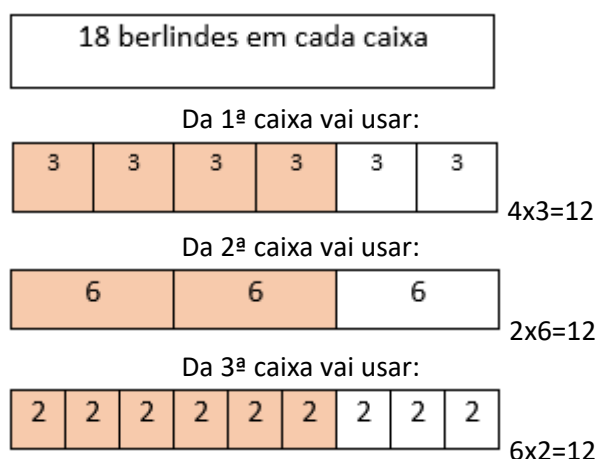 18 berlindes em cada caixa
Da 1ª caixa vai usar:
3 3 3 3 3 3
4x3=12
Da 2ª caixa vai usar:
6 6 6
2x6=12
Da 3ª caixa vai usar:
2 2 2 2 2 2 2 2 2
6x2=12